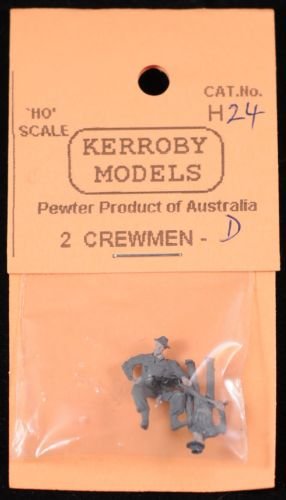 CAT.No.
'HO' H24
SCALE
KERROBY
MODELS
Pewter Product of Australia
2 CREWMEN - D